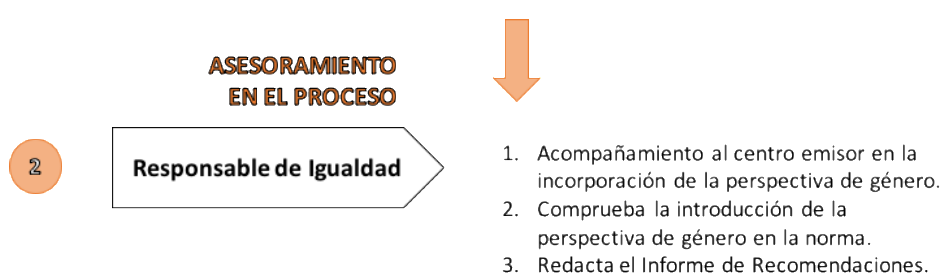 ASESORAMIENTO
EN EL PROCESO
2
Responsable de Igualdad
1. Acompañamiento al centro emisor en la
incorporación de la perspectiva de género.
2. Comprueba la introducción de la
perspectiva de género en la norma.
3. Redacta el Informe de Recomendaciones.